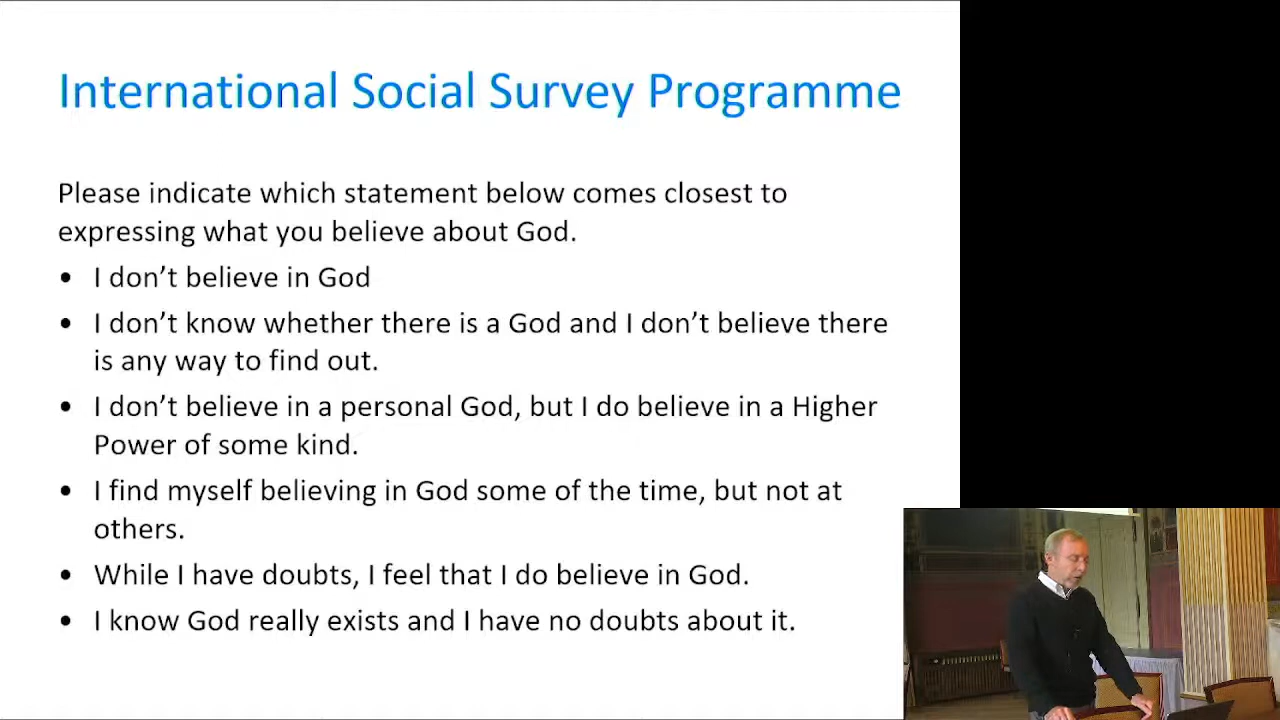 International Social Survey Programme
Please indicate which statement below comes closest to
expressing what you believe about God.
• I don’t believe in God
• I don’t know whether there is a God and I don’t believe there
is any way to find out.
• I don’t believe in a personal God, but I do believe in a Higher
Power of some kind.
• I find myself believing in God some of the time, but not at
others.
• While I have doubts, I feel that I do believe in God.
• I know God really exists and I have no doubts about it.